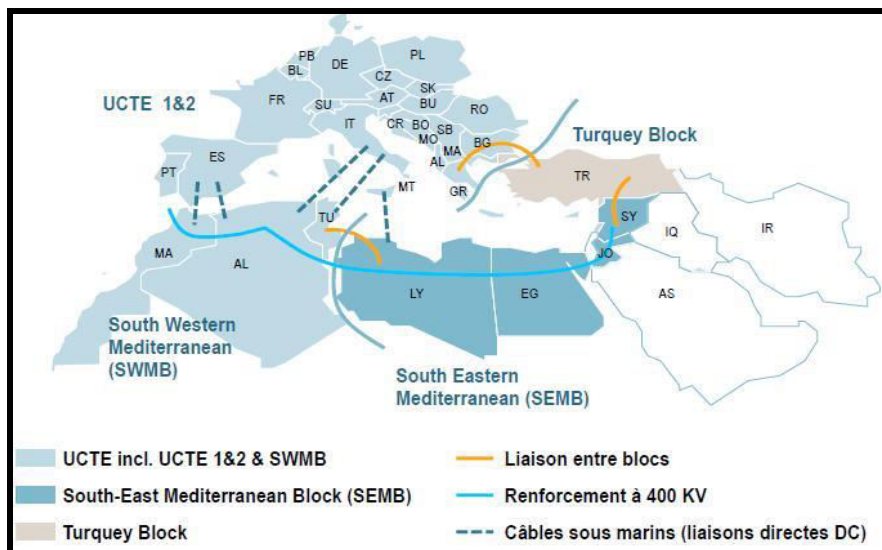 PB
PL
DE
BL
CZ
SK
UCTE 1&2
FR
AT
BU
SU
RO
IT
CR
BO
SB
MO
BG
Turquey Block
ES
MA
PT
AL
TR
MT
GR
TU
SY
IQ
IR
MA
AL
JO
LY
EG
AS
South Western
Mediterranean
(SWMB)
South Eastern
Mediterranean (SEMB)
UCTE incl. UCTE 1&2 & SWMB
South-East Mediterranean Block (SEMB)
Turquey Block
Liaison entre blocs
Renforcement à 400 KV
Câbles sous marins (liaisons directes DC)